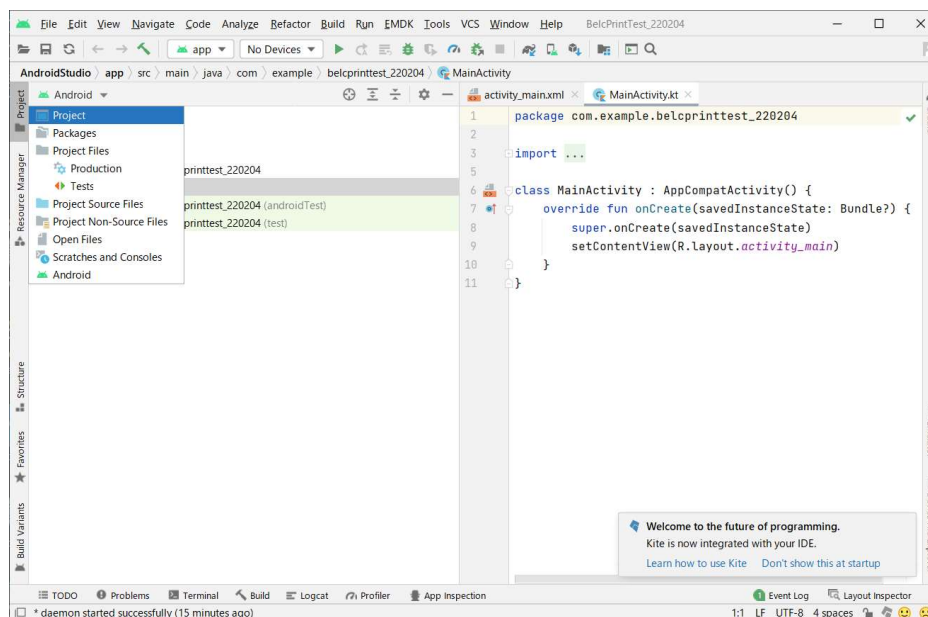 File Edit View Navigate Code Analyze Refactor Build Run EMDK Tools VCS Window Help BelcPrintTest_220204
app No Devices
AndroidStudio app src main java com example belcprinttest_220204 MainActivity
Project
Android
activity_main.xml MainActivity.kt
Project
Packages
Project Files
Production
Tests
Project Source Files
Project Non-Source Files
Open Files
Scratches and Consoles
Android
printtest_220204
printtest_220204 (androidTest)
printtest_220204 (test)
Resource Manager
Structure
Favorites
Build Variants
1 package com.example.belcprinttest_220204
2
3 import ...
5
6 class MainActivity : AppCompatActivity() {
7 override fun onCreate(savedInstanceState: Bundle?) {
8 super.onCreate(savedInstanceState)
9 setContentView(R.layout.activity_main)
10 }
11 }
Welcome to the future of programming.
Kite is now integrated with your IDE.
Learn how to use Kite Don't show this at startup
TODO Problems Terminal Build Logcat Profiler App Inspection 1 Event Log Layout Inspector
* daemon started successfully (15 minutes ago) 1:1 LF UTF-8 4 spaces